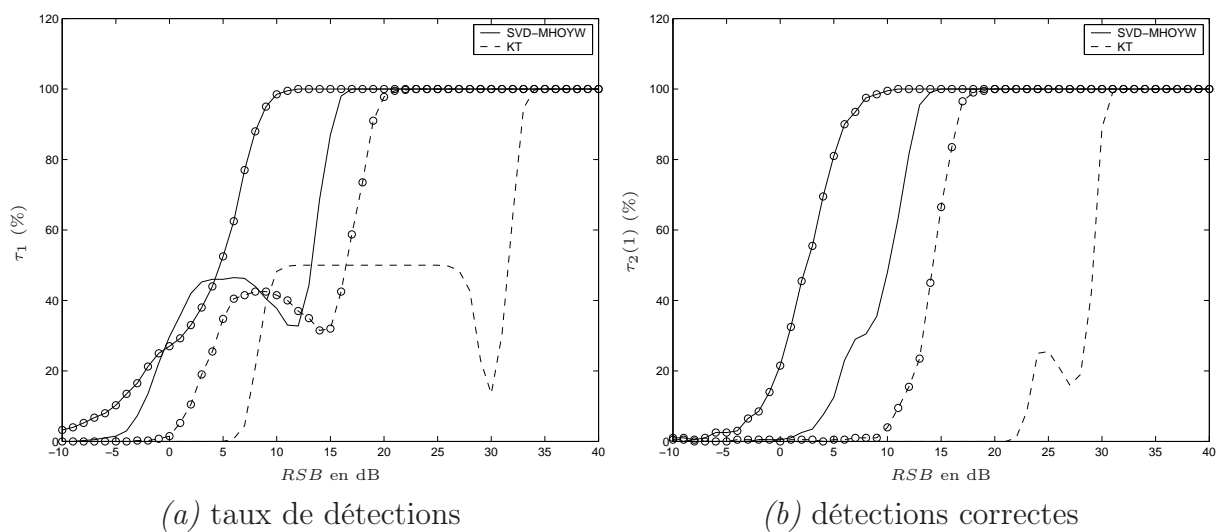 120
100
80
60
40
20
0
−10 −5 0 5 10 15 20 25 30 35 40
τ1 (%)
RSB en dB
SVD−MHOYW
KT
(a) taux de détections
120
100
80
60
40
20
0
−10 −5 0 5 10 15 20 25 30 35 40
τ2(1) (%)
RSB en dB
SVD−MHOYW
KT
(b) détections correctes